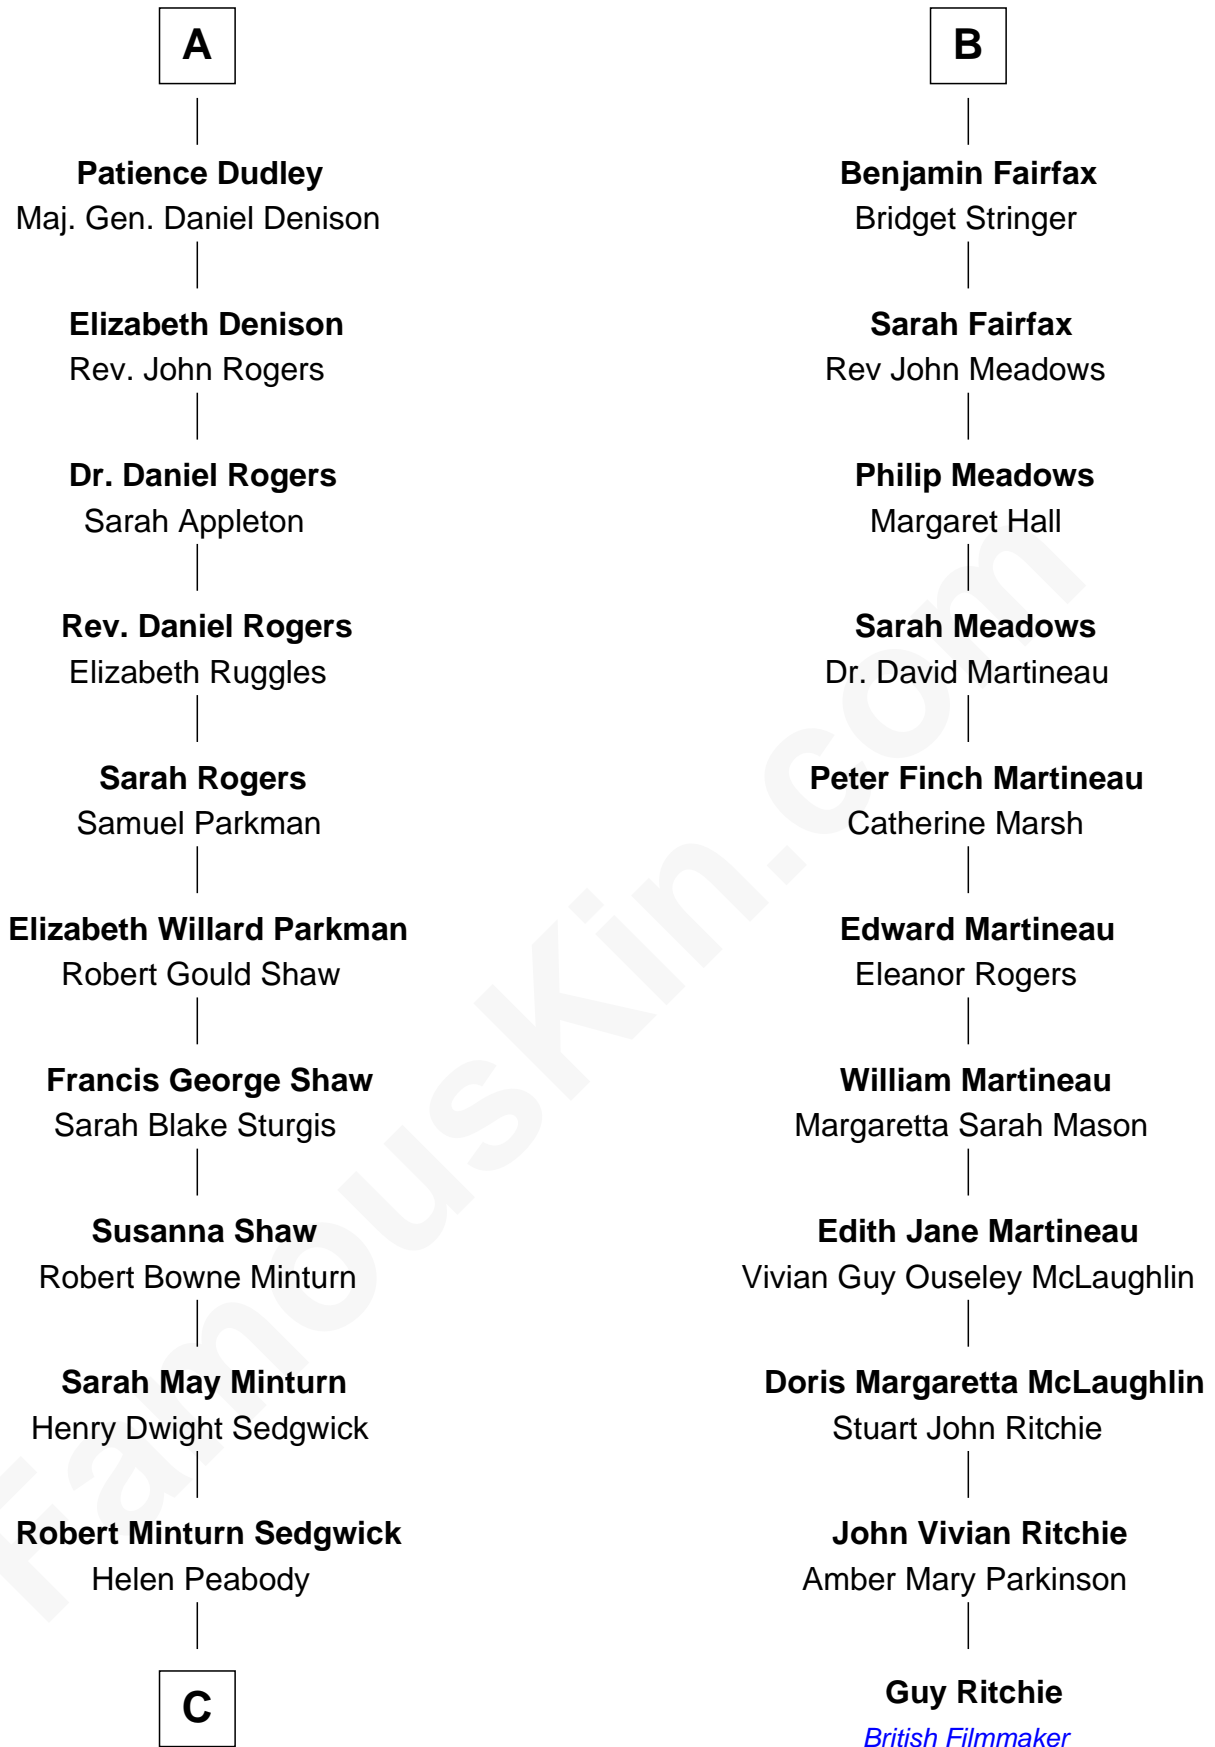 A
Patience Dudley
Maj. Gen. Daniel Denison
Elizabeth Denison
Rev. John Rogers
Dr. Daniel Rogers
Sarah Appleton
Rev. Daniel Rogers
Elizabeth Ruggles
Sarah Rogers
Samuel Parkman
Elizabeth Willard Parkman
Robert Gould Shaw
Francis George Shaw
Sarah Blake Sturgis
Susanna Shaw
Robert Bowne Minturn
Sarah May Minturn
Henry Dwight Sedgwick
Robert Minturn Sedgwick
Helen Peabody
C
B
Benjamin Fairfax
Bridget Stringer
Sarah Fairfax
Rev John Meadows
Philip Meadows
Margaret Hall
Sarah Meadows
Dr. David Martineau
Peter Finch Martineau
Catherine Marsh
Edward Martineau
Eleanor Rogers
William Martineau
Margaretta Sarah Mason
Edith Jane Martineau
Vivian Guy Ouseley McLaughlin
Doris Margaretta McLaughlin
Stuart John Ritchie
John Vivian Ritchie
Amber Mary Parkinson
Guy Ritchie
British Filmmaker
FamousKin.com